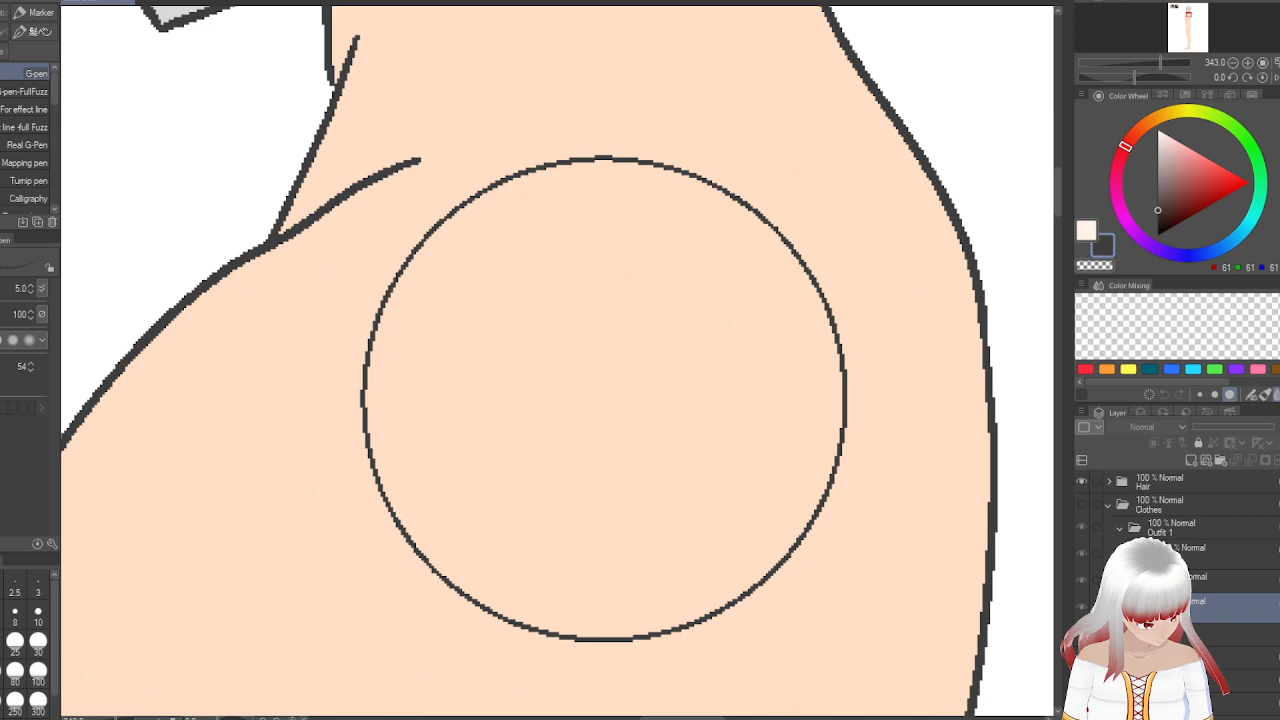 Marker
G-pen
G-pen-FullFuzz
For effect line
line -full Fuzz
Real G-Pen
Mapping pen
Turnip pen
Calligraphy
pen
5.0
100
54
2.5 3
8 10
25 30
80 100
250 300
343.0
0.0
Color Wheel
61 61 61
Color Mixing
Layer
Normal
100 % Normal
Hair
100 % Normal
Clothes
100 % Normal
Outfit 1
% Normal